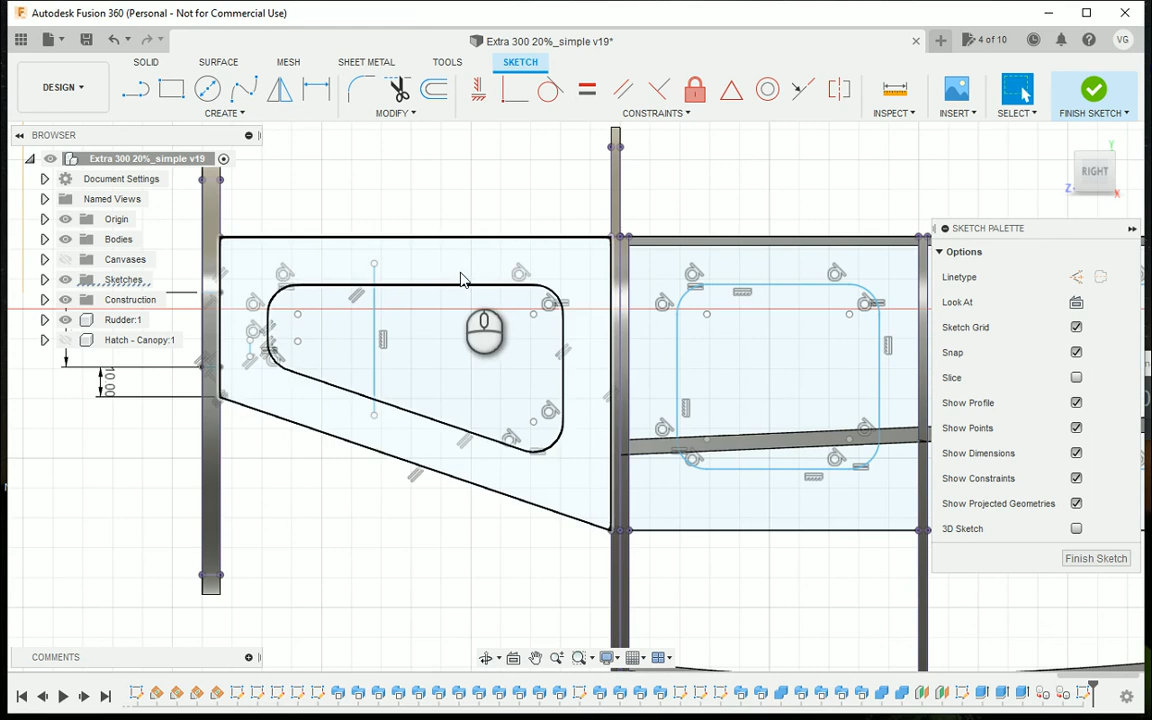 Autodesk Fusion 360 (Personal - Not for Commercial Use)
Extra 300 20%_simple v19*
4 of 10
VG
SOLID SURFACE MESH SHEET METAL TOOLS SKETCH
DESIGN
CREATE MODIFY CONSTRAINTS INSPECT INSERT SELECT FINISH SKETCH
BROWSER
Extra 300 20%_simple v19
Document Settings
Named Views
Origin
Bodies
Canvases
Sketches
Construction
Rudder:1
Hatch - Canopy:1
10.00
RIGHT
Y
Z
X
SKETCH PALETTE
Options
Linetype
Look At
Sketch Grid
Snap
Slice
Show Profile
Show Points
Show Dimensions
Show Constraints
Show Projected Geometries
3D Sketch
Finish Sketch
COMMENTS